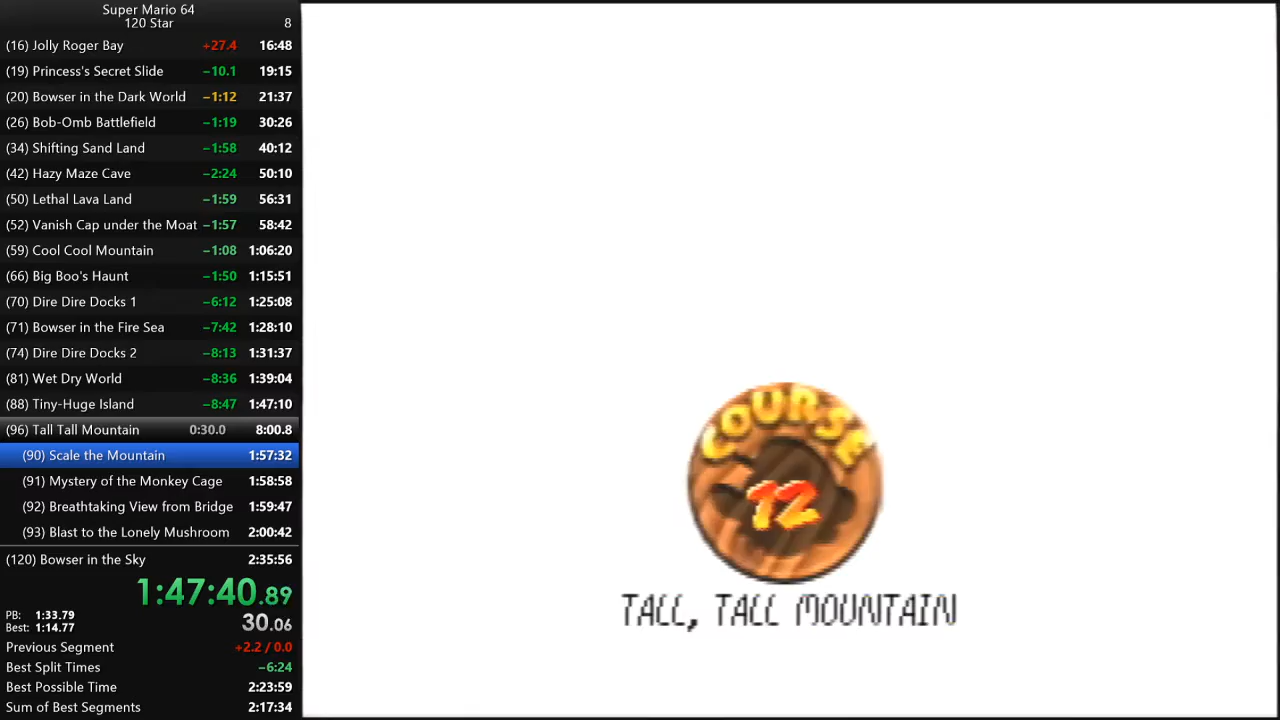 Super Mario 64
120 Star 8
(16) Jolly Roger Bay +27.4 16:48
(19) Princess's Secret Slide −10.1 19:15
(20) Bowser in the Dark World −1:12 21:37
(26) Bob-Omb Battlefield −1:19 30:26
(34) Shifting Sand Land −1:58 40:12
(42) Hazy Maze Cave −2:24 50:10
(50) Lethal Lava Land −1:59 56:31
(52) Vanish Cap under the Moat −1:57 58:42
(59) Cool Cool Mountain −1:08 1:06:20
(66) Big Boo's Haunt −1:50 1:15:51
(70) Dire Dire Docks 1 −6:12 1:25:08
(71) Bowser in the Fire Sea −7:42 1:28:10
(74) Dire Dire Docks 2 −8:13 1:31:37
(81) Wet Dry World −8:36 1:39:04
(88) Tiny-Huge Island −8:47 1:47:10
(96) Tall Tall Mountain 0:30.0 8:00.8
(90) Scale the Mountain 1:57:32
(91) Mystery of the Monkey Cage 1:58:58
(92) Breathtaking View from Bridge 1:59:47
(93) Blast to the Lonely Mushroom 2:00:42
(120) Bowser in the Sky 2:35:56
1:47:40.89
PB: 1:33.79
Best: 1:14.77
30.06
Previous Segment +2.2 / 0.0
Best Split Times −6:24
Best Possible Time 2:23:59
Sum of Best Segments 2:17:34
COURSE
12
TALL, TALL MOUNTAIN